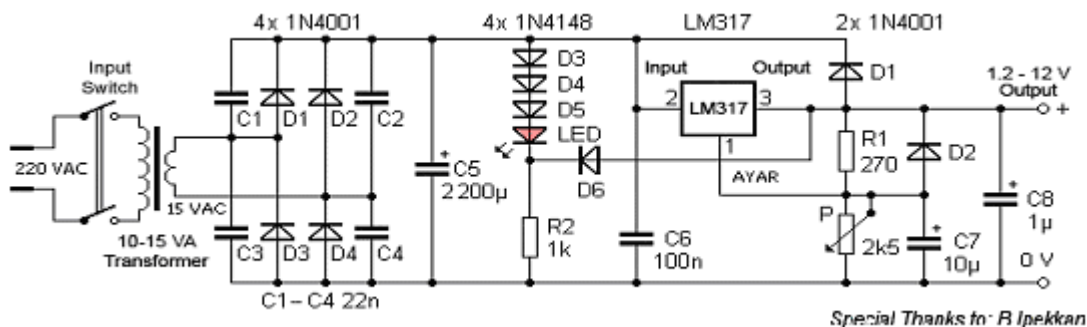 4x 1N4001
4x 1N4148
LM317
2x 1N4001
Input
Switch
220 VAC
15 VAC
10-15 VA
Transformer
C1
D1
D2
C2
C3
D3
D4
C4
C1 – C4 22n
+
C5
2200µ
D3
D4
D5
LED
D6
R2
1k
Input
Output
2
LM317
3
1
AYAR
C6
100n
D1
R1
270
D2
P
2k5
+
C7
10µ
1.2 - 12 V
Output
+
+
C8
1µ
0 V
Special Thanks to: B.Ipekkan